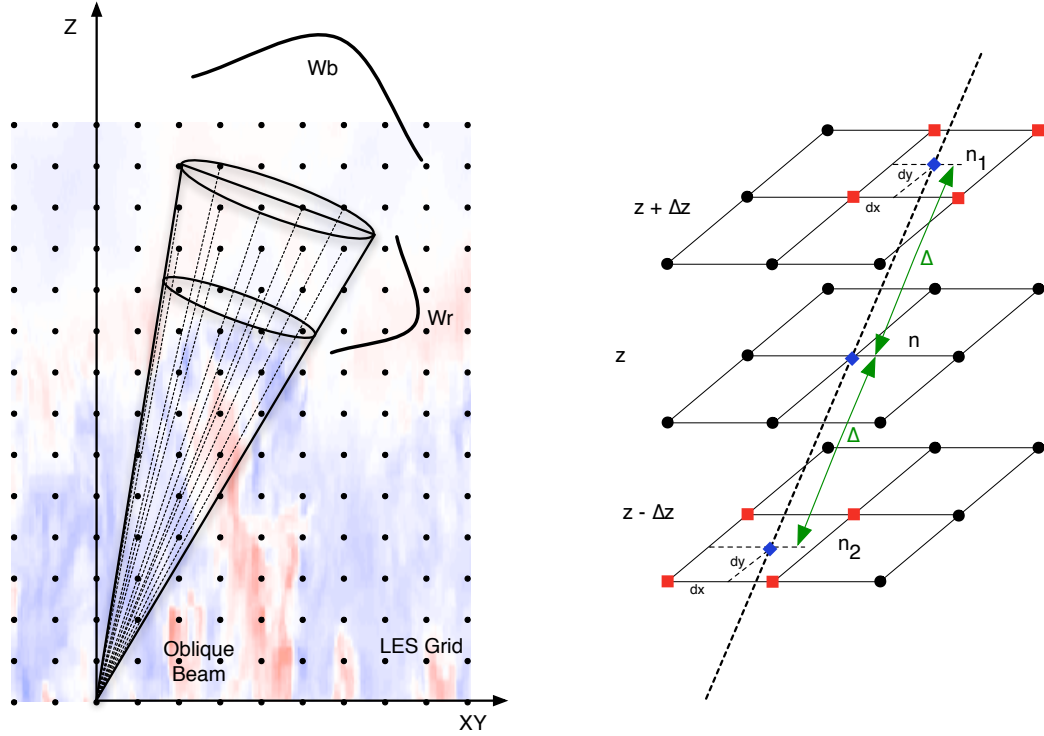 Z
Wb
Wr
Oblique
Beam
LES Grid
XY
n1
dy
dx
z + Δz
Δ
n
z
Δ
z - Δz
n2
dy
dx